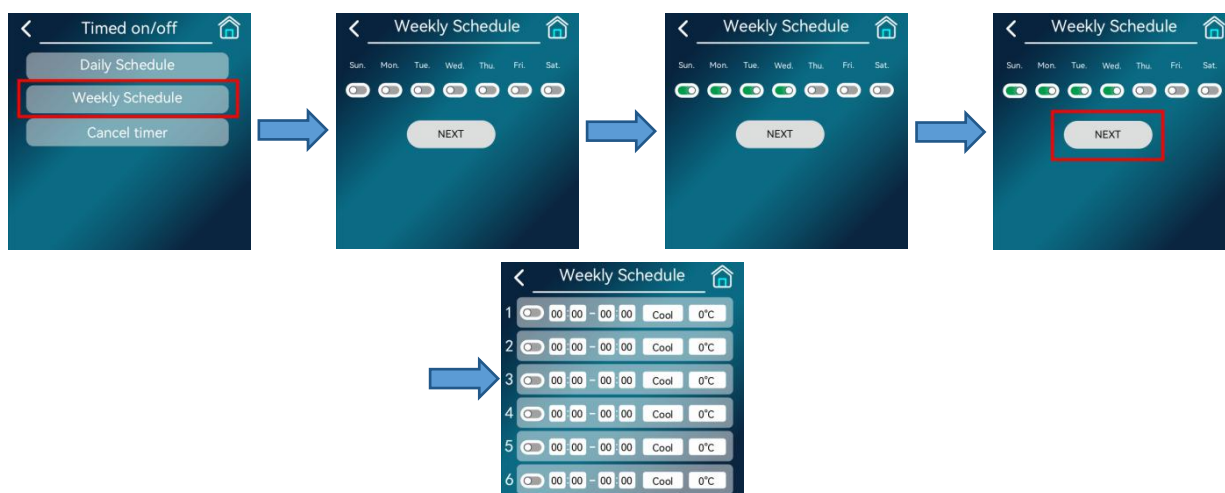 Timed on/off
Daily Schedule
Weekly Schedule
Cancel timer
Weekly Schedule
Sun. Mon. Tue. Wed. Thu. Fri. Sat.
NEXT
Weekly Schedule
Sun. Mon. Tue. Wed. Thu. Fri. Sat.
NEXT
Weekly Schedule
Sun. Mon. Tue. Wed. Thu. Fri. Sat.
NEXT
Weekly Schedule
1 00:00 - 00:00 Cool 0°C
2 00:00 - 00:00 Cool 0°C
3 00:00 - 00:00 Cool 0°C
4 00:00 - 00:00 Cool 0°C
5 00:00 - 00:00 Cool 0°C
6 00:00 - 00:00 Cool 0°C